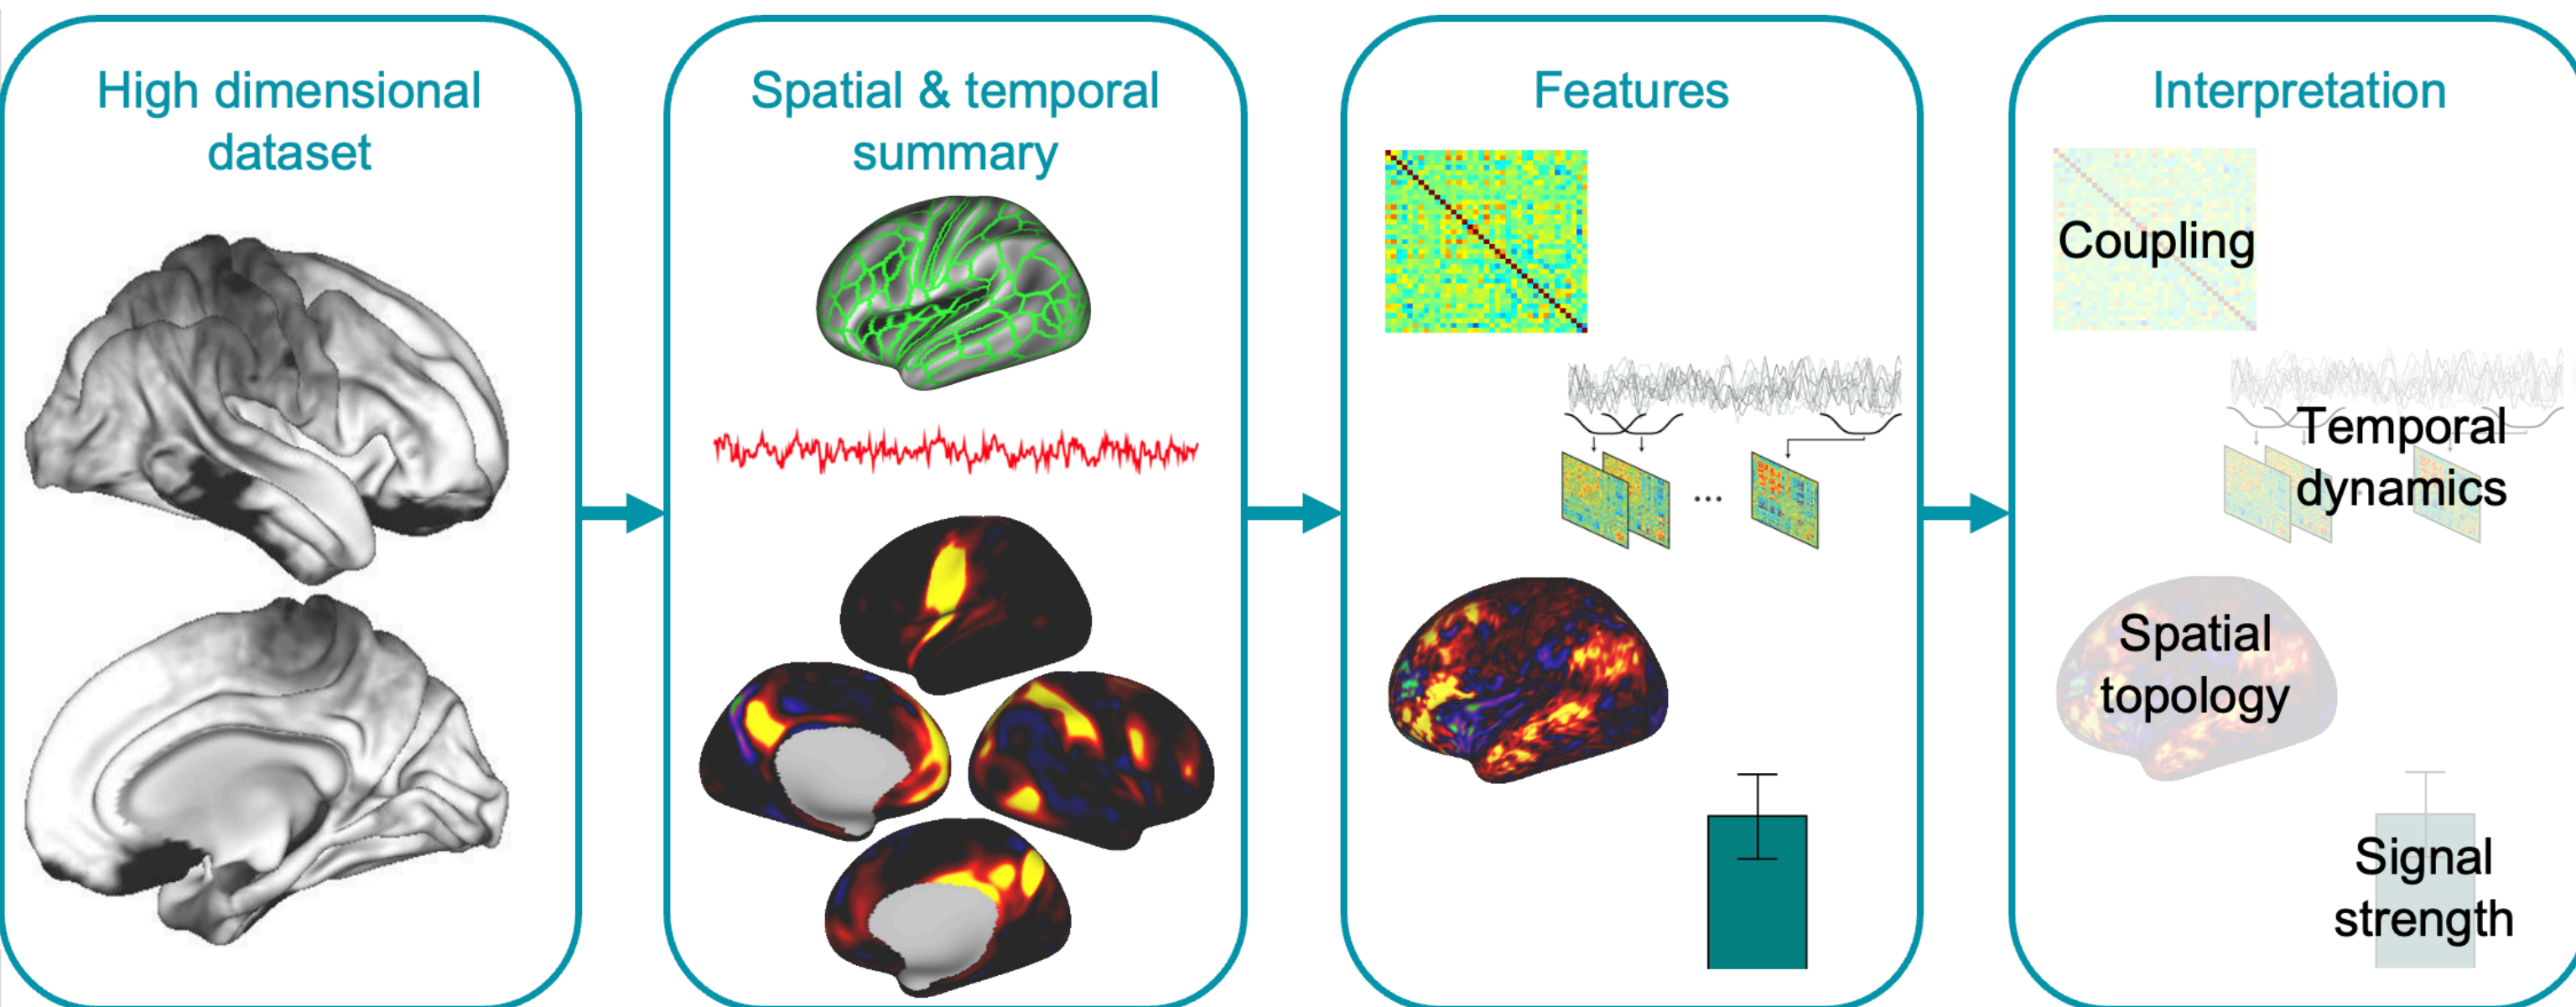 High dimensional
dataset
Spatial & temporal
summary
Features
...
Interpretation
Coupling
Temporal
dynamics
Spatial
topology
Signal
strength